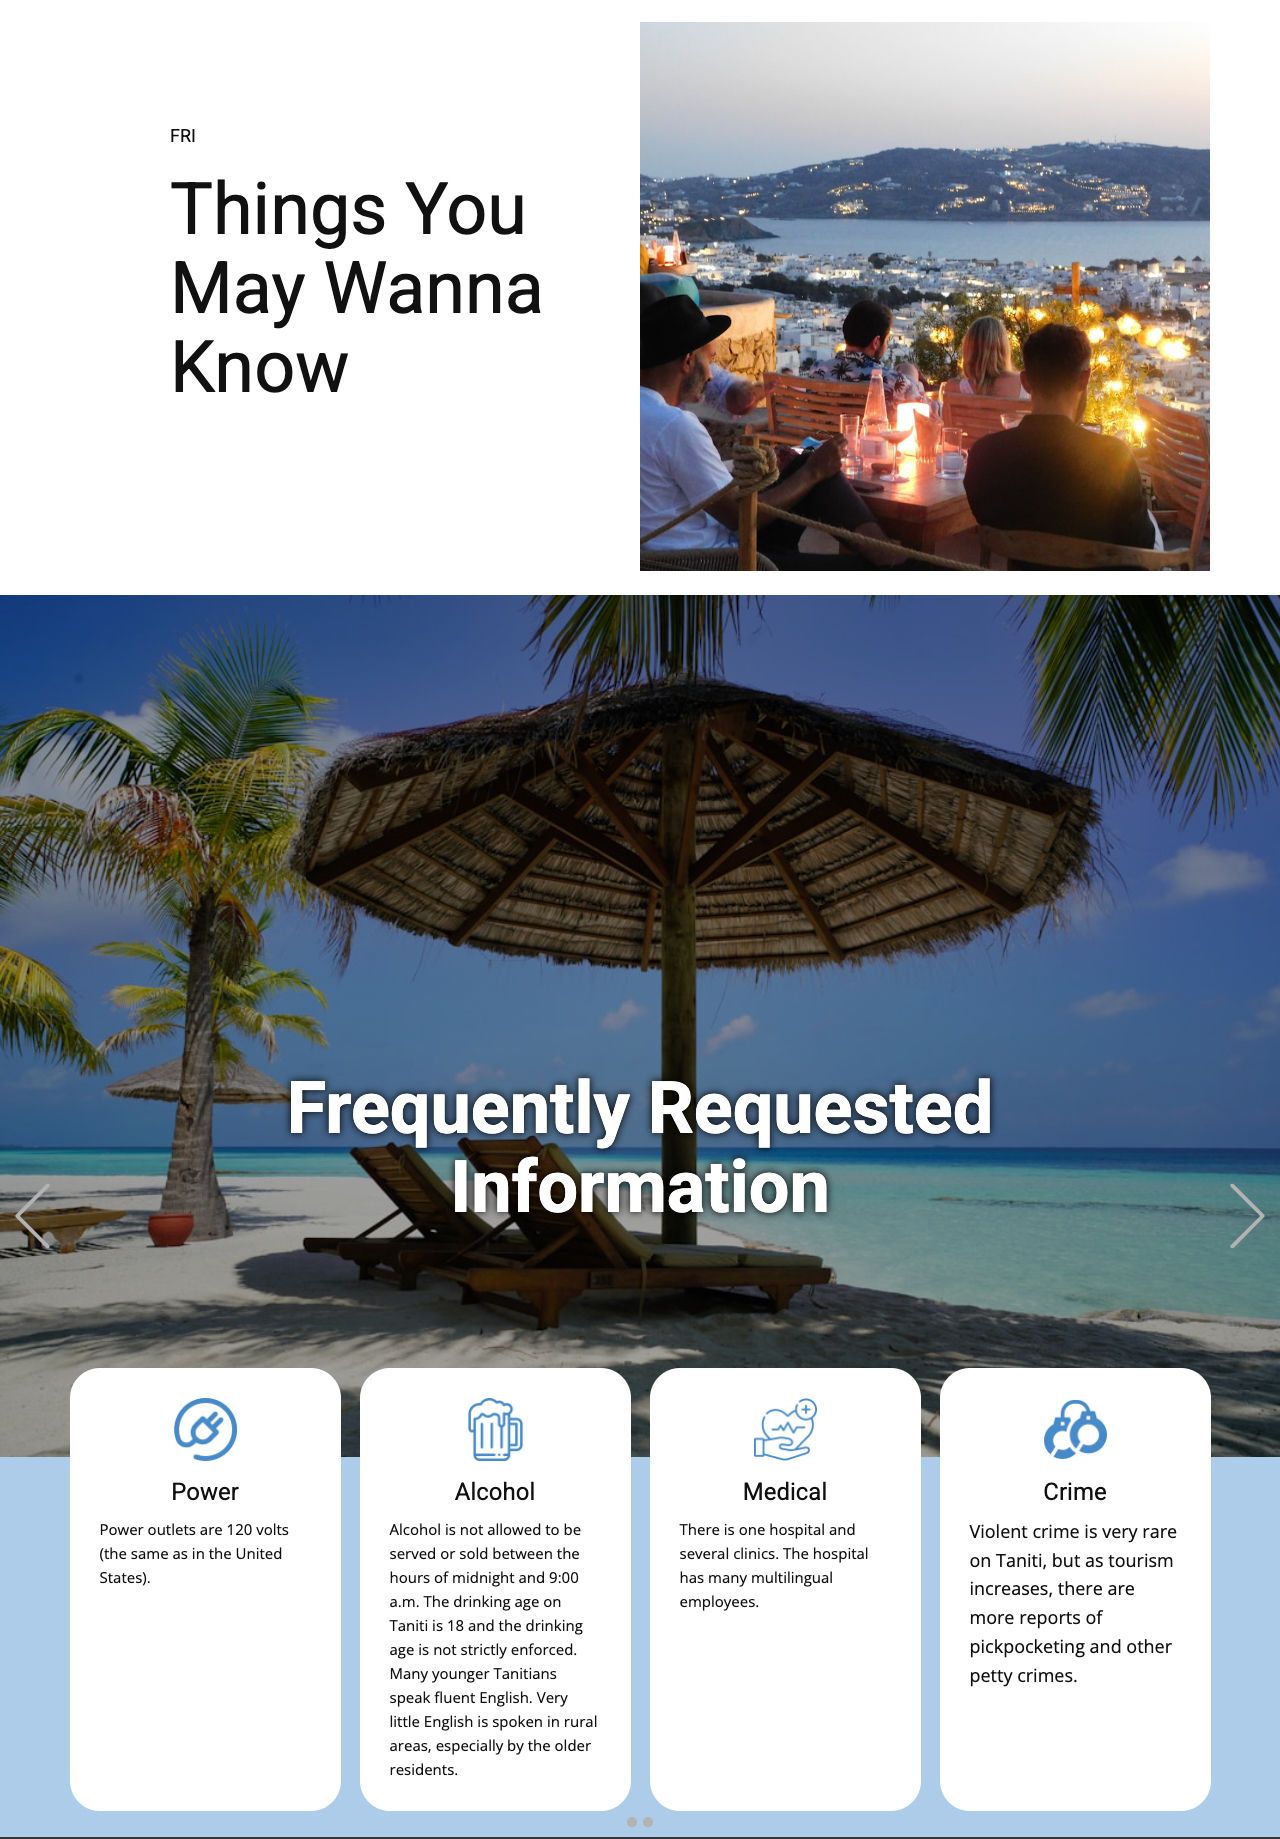 FRI
Things You
May Wanna
Know
Frequently Requested
Information
Power
Power outlets are 120 volts
(the same as in the United
States).
Alcohol
Alcohol is not allowed to be
served or sold between the
hours of midnight and 9:00
a.m. The drinking age on
Taniti is 18 and the drinking
age is not strictly enforced.
Many younger Tanitians
speak fluent English. Very
little English is spoken in rural
areas, especially by the older
residents.
Medical
There is one hospital and
several clinics. The hospital
has many multilingual
employees.
Crime
Violent crime is very rare
on Taniti, but as tourism
increases, there are
more reports of
pickpocketing and other
petty crimes.